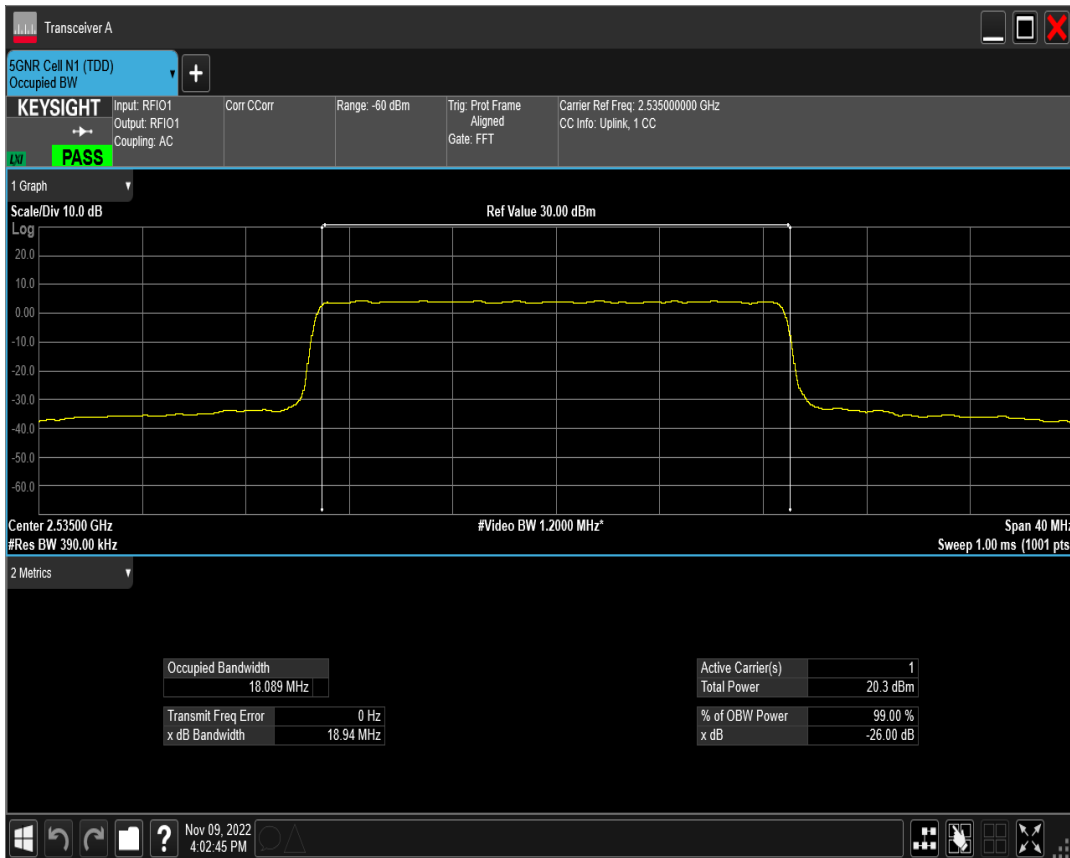 Transceiver A
5GNR Cell N1 (TDD)
Occupied BW
+
KEYSIGHT
LXI
PASS
Input: RFIO1
Output: RFIO1
Coupling: AC
Corr CCorr
Range: -60 dBm
Trig: Prot Frame
Aligned
Gate: FFT
Carrier Ref Freq: 2.535000000 GHz
CC Info: Uplink, 1 CC
1 Graph
Scale/Div 10.0 dB
Ref Value 30.00 dBm
Log
20.0
10.0
0.00
-10.0
-20.0
-30.0
-40.0
-50.0
-60.0
Center 2.53500 GHz
#Video BW 1.2000 MHz*
Span 40 MHz
#Res BW 390.00 kHz
Sweep 1.00 ms (1001 pts
2 Metrics
Occupied Bandwidth
18.089 MHz
Active Carrier(s) 1
Total Power 20.3 dBm
Transmit Freq Error 0 Hz
x dB Bandwidth 18.94 MHz
% of OBW Power 99.00 %
x dB -26.00 dB
?
Nov 09, 2022
4:02:45 PM